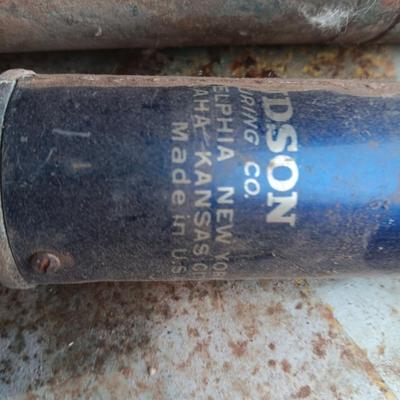 DSON
URING CO.
ELPHIA NEW YOR
AHA KANSAS C
Made in U.S